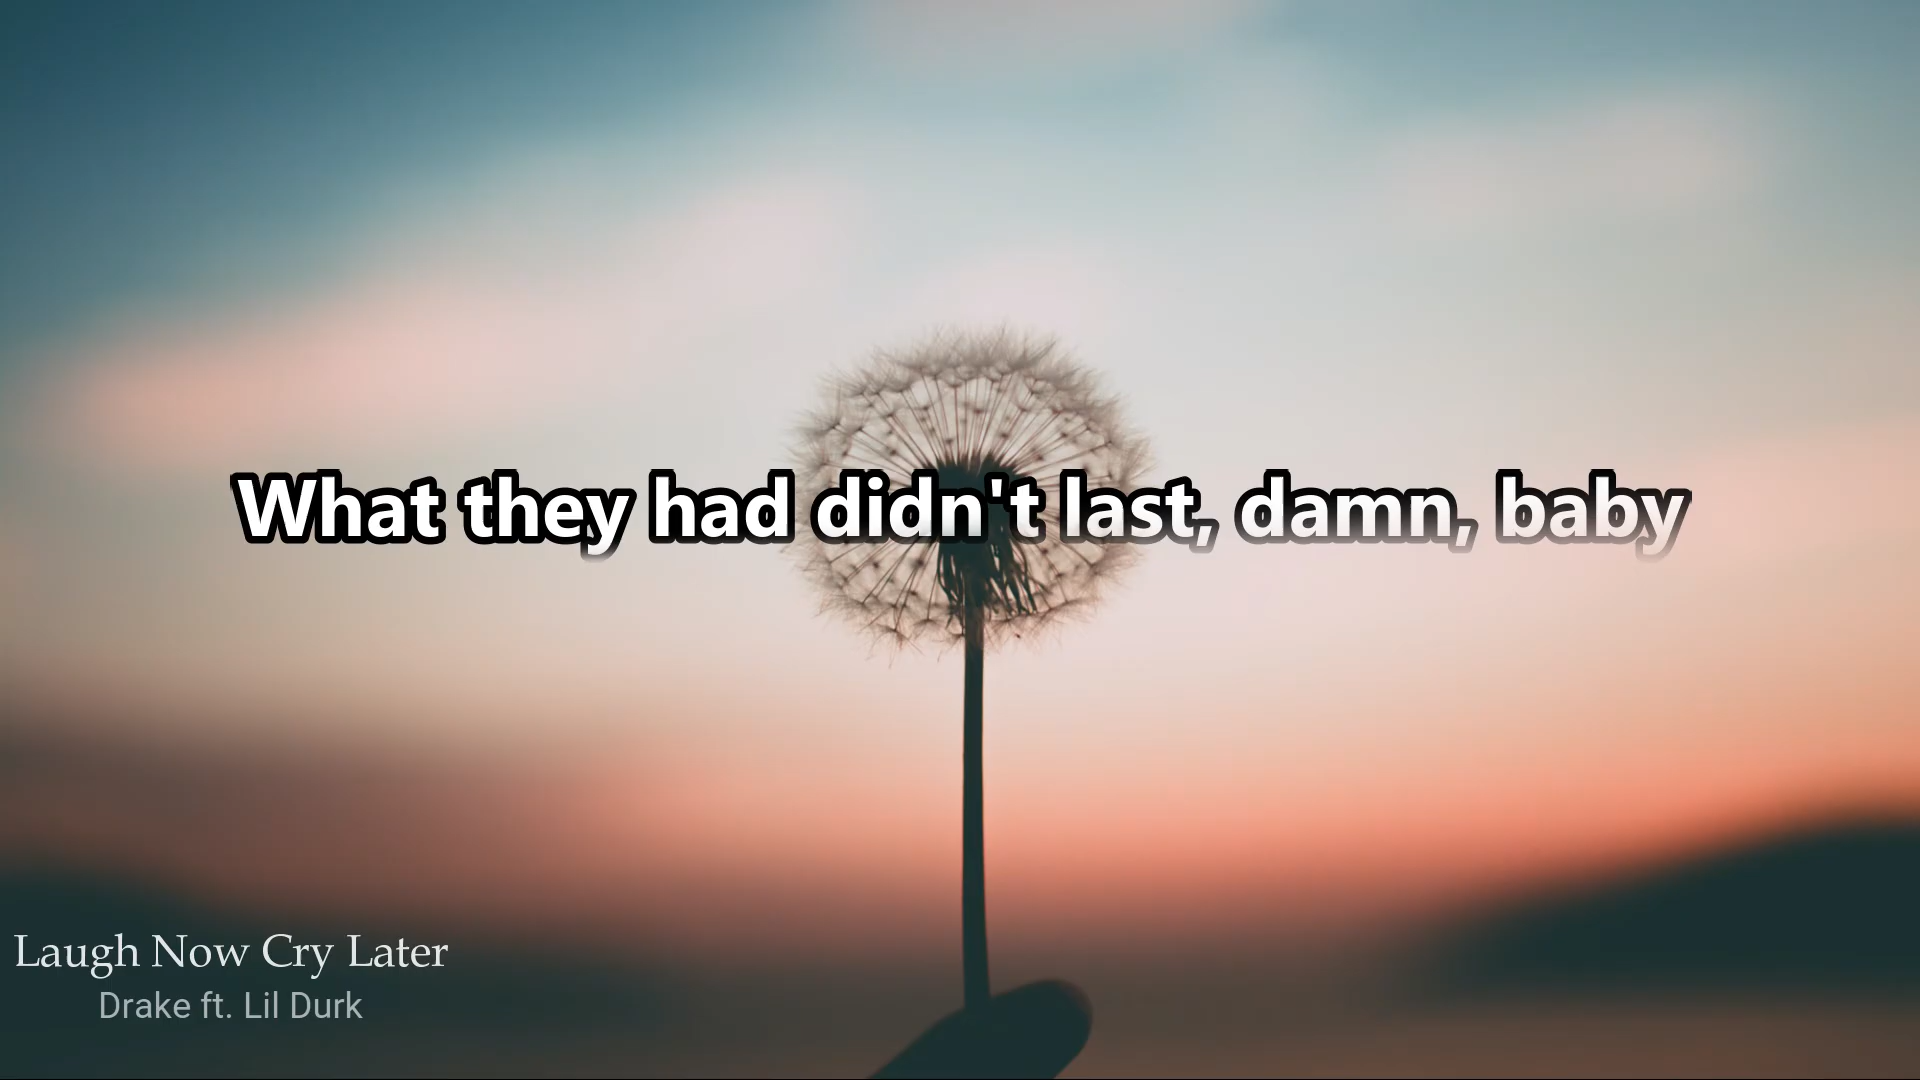 What they had didn't last, damn, baby
Laugh Now Cry Later
Drake ft. Lil Durk